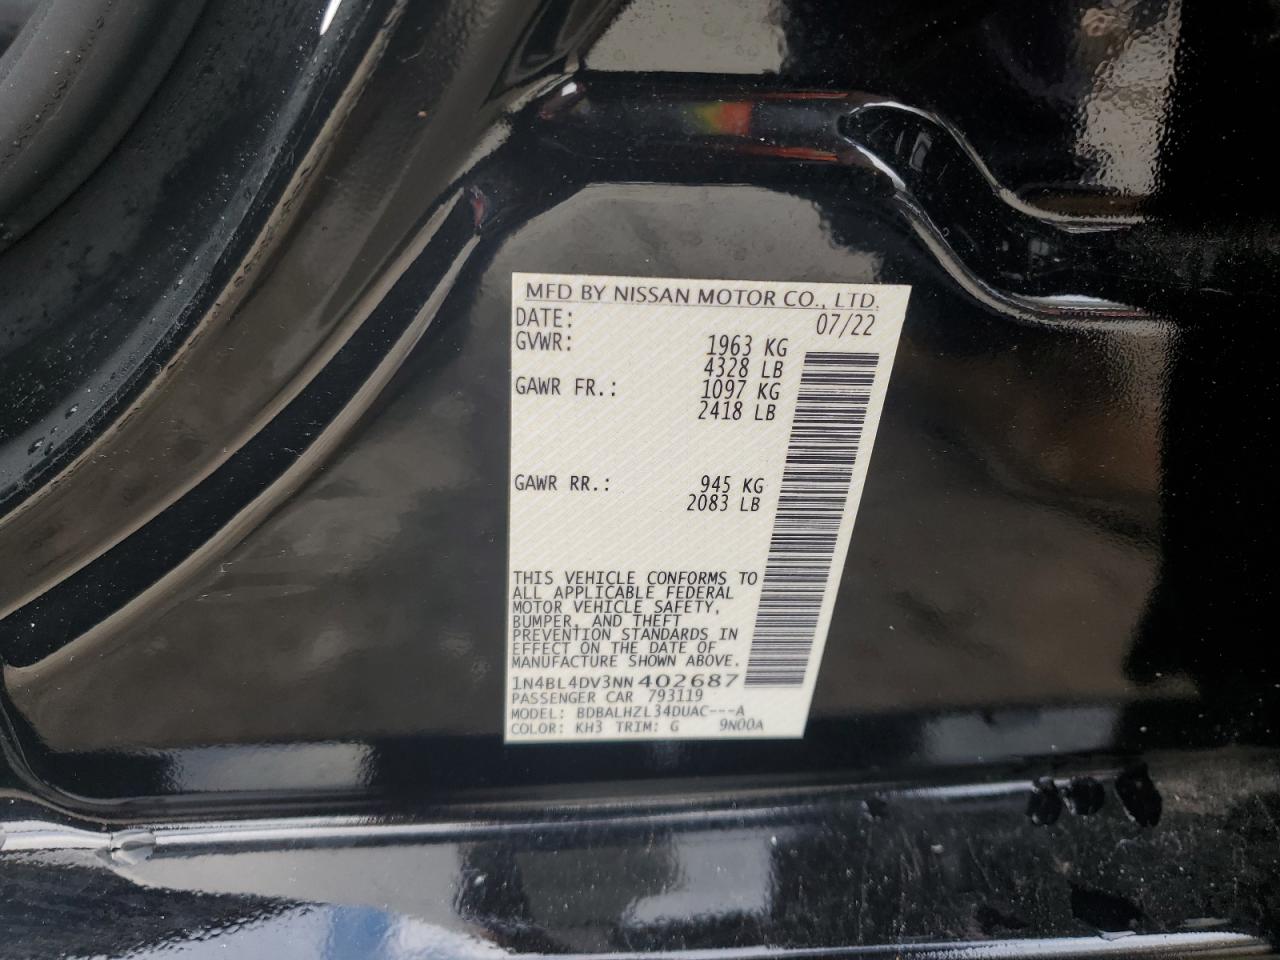 MFD BY NISSAN MOTOR CO., LTD.
DATE: 07/22
GVWR: 1963 KG
4328 LB
GAWR FR.: 1097 KG
2418 LB
GAWR RR.: 945 KG
2083 LB
THIS VEHICLE CONFORMS TO
ALL APPLICABLE FEDERAL
MOTOR VEHICLE SAFETY,
BUMPER, AND THEFT
PREVENTION STANDARDS IN
EFFECT ON THE DATE OF
MANUFACTURE SHOWN ABOVE.
1N4BL4DV3NN402687
PASSENGER CAR 793119
MODEL: BDBALHZL34DUAC---A
COLOR: KH3 TRIM: G 9N00A